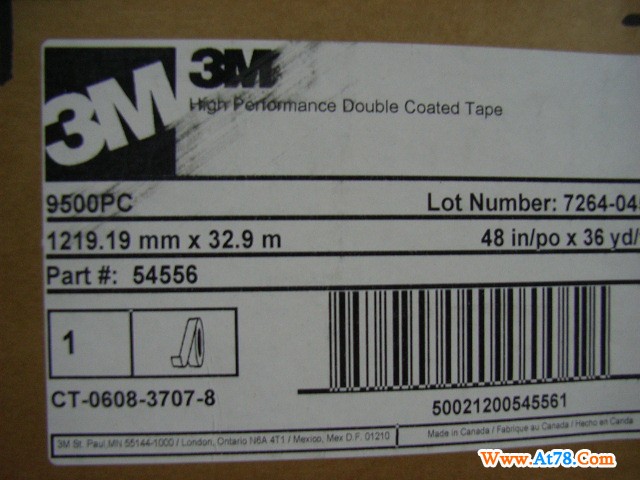 3M
3M
High Performance Double Coated Tape
9500PC
Lot Number: 7264-04
1219.19 mm x 32.9 m
48 in/po x 36 yd/
Part #: 54556
1
CT-0608-3707-8
50021200545561
3M St. Paul,MN 55144-1000 / London, Ontario N6A 4T1 / Mexico, Mex D.F. 01210
Made in Canada / Fabrique au Canada / Hecho en Canda
Www.At78.Com